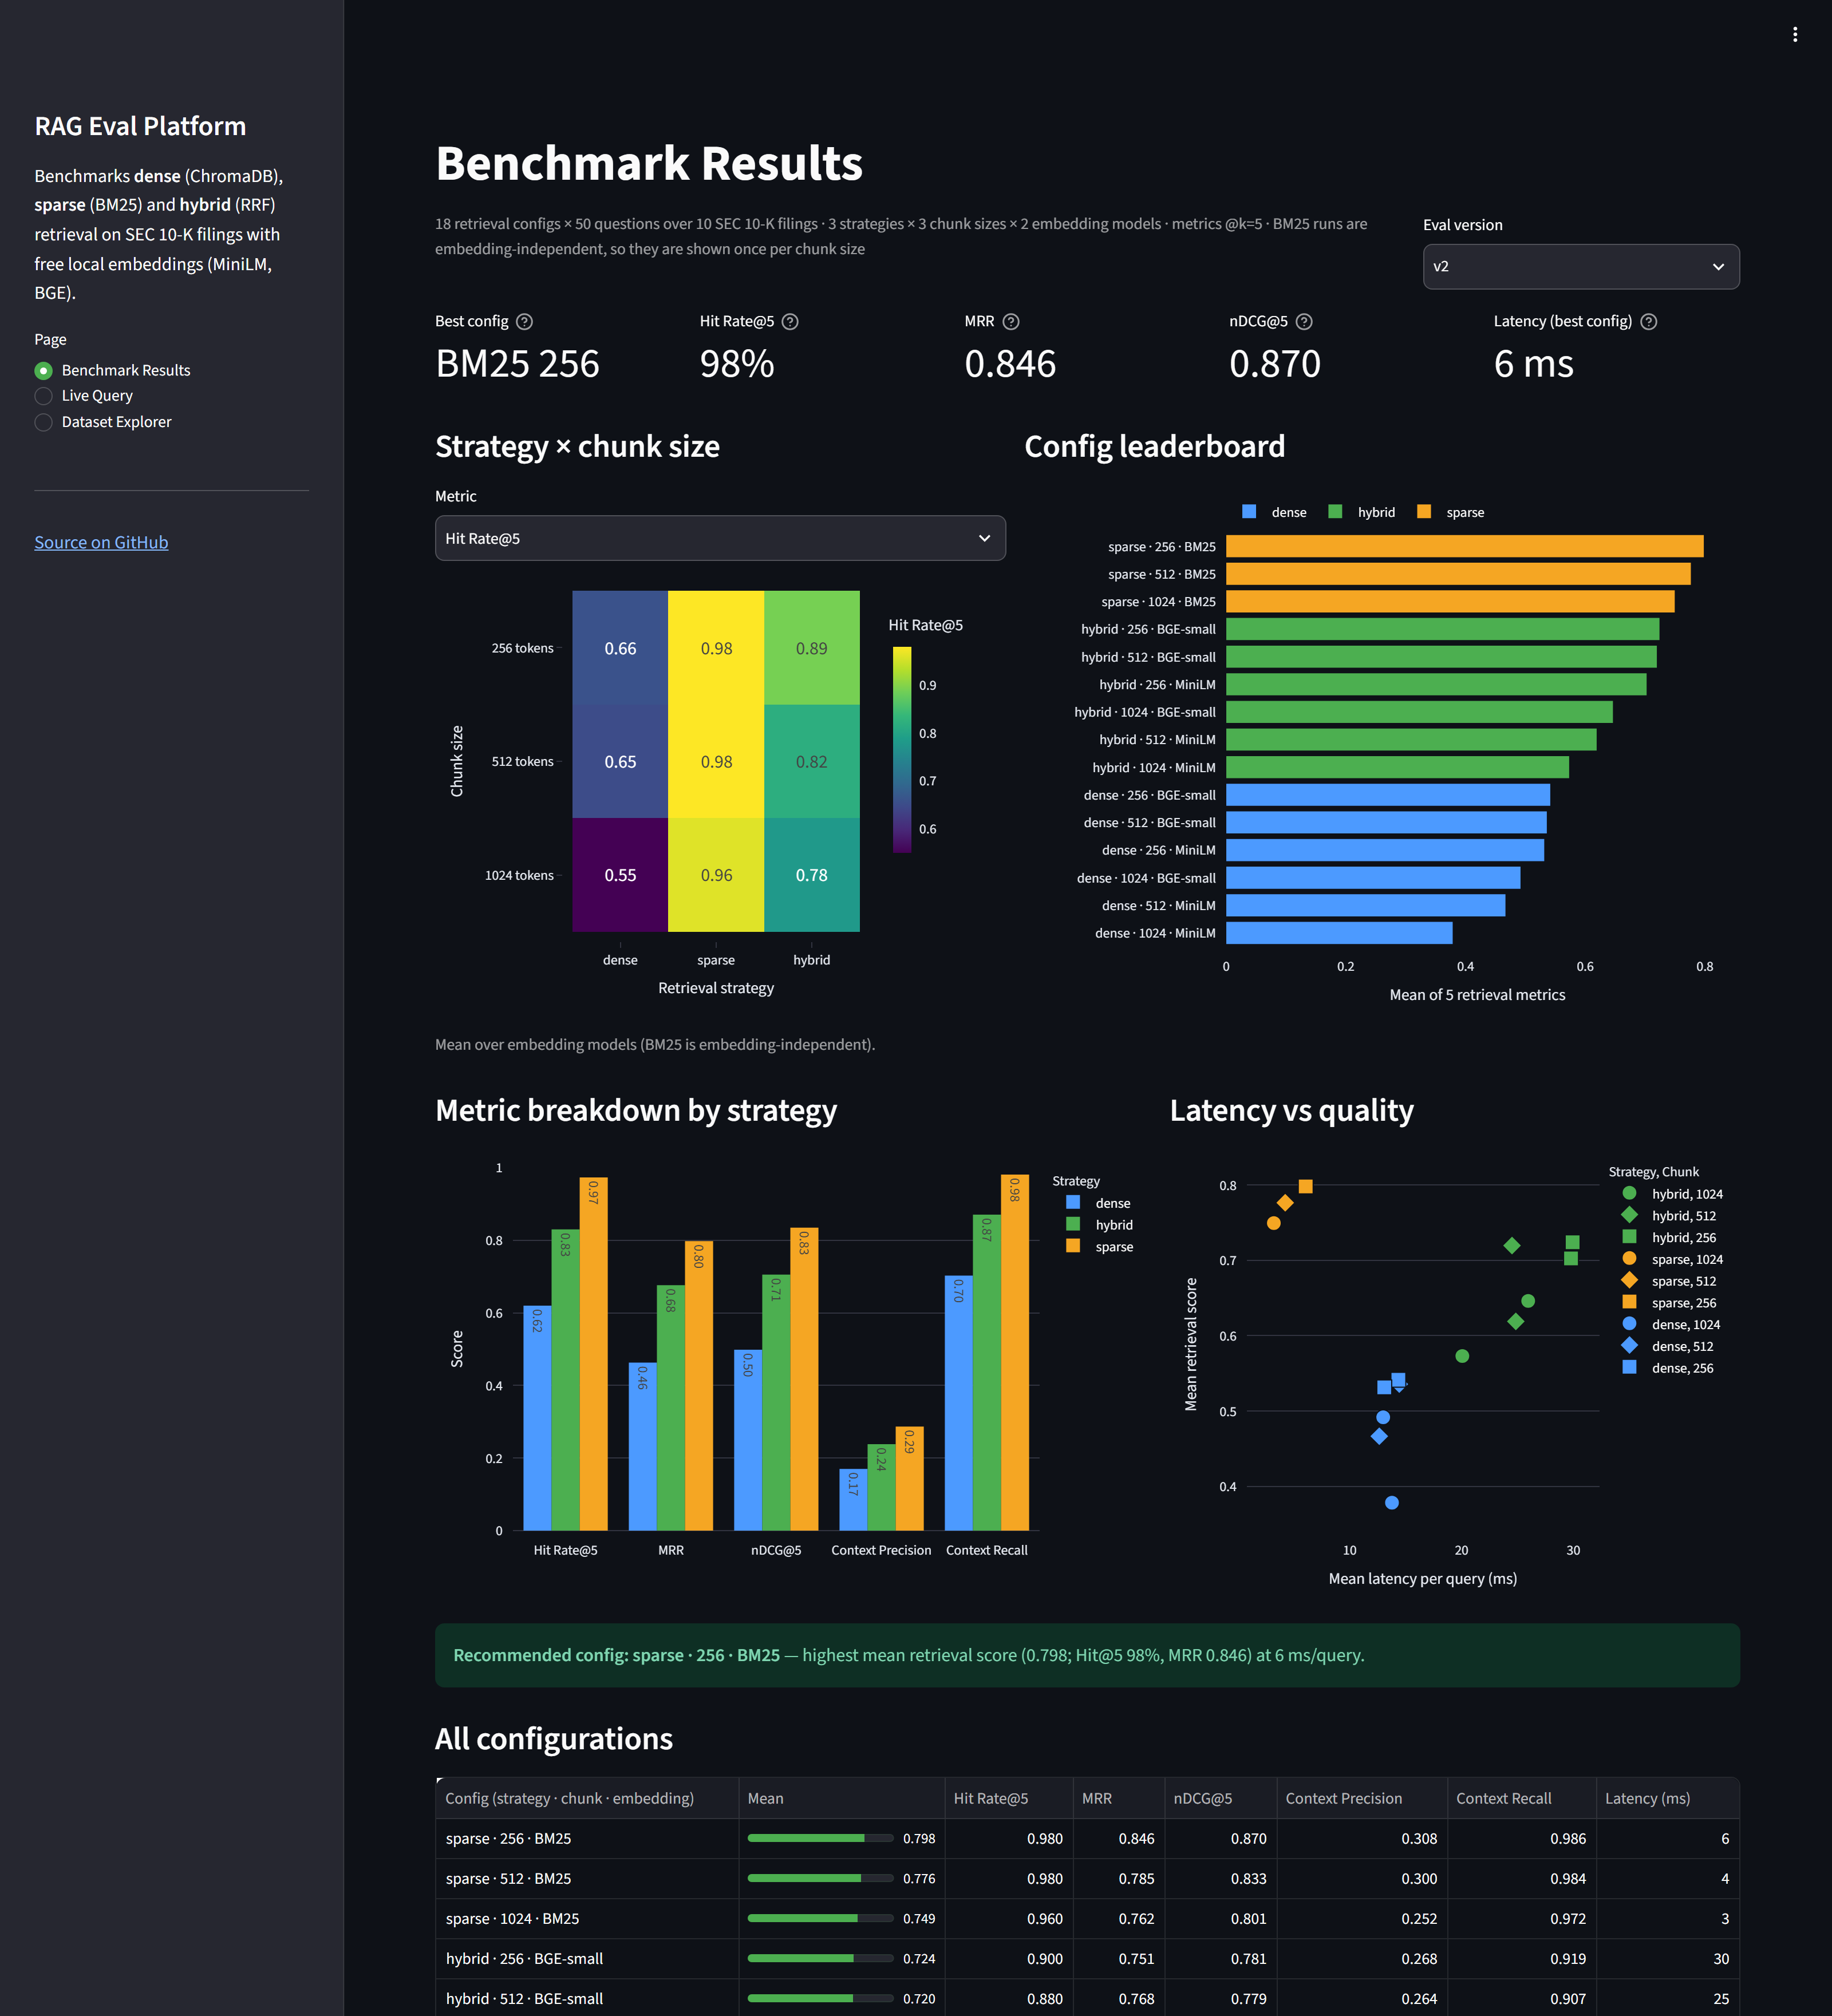 RAG Eval Platform
Benchmarks dense (ChromaDB),
sparse (BM25) and hybrid (RRF)
retrieval on SEC 10-K filings with
free local embeddings (MiniLM,
BGE).
Page
Benchmark Results
Live Query
Dataset Explorer
Source on GitHub
Benchmark Results
18 retrieval configs × 50 questions over 10 SEC 10-K filings · 3 strategies × 3 chunk sizes × 2 embedding models · metrics @k=5 · BM25 runs are
embedding-independent, so they are shown once per chunk size
Eval version
v2
Best config
BM25 256
Hit Rate@5
98%
MRR
0.846
nDCG@5
0.870
Latency (best config)
6 ms
Strategy × chunk size
Metric
Hit Rate@5
Chunk size
256 tokens
0.66 0.98 0.89
512 tokens
0.65 0.98 0.82
1024 tokens
0.55 0.96 0.78
dense sparse hybrid
Retrieval strategy
Hit Rate@5
0.9
0.8
0.7
0.6
Mean over embedding models (BM25 is embedding-independent).
Config leaderboard
dense hybrid sparse
sparse · 256 · BM25
sparse · 512 · BM25
sparse · 1024 · BM25
hybrid · 256 · BGE-small
hybrid · 512 · BGE-small
hybrid · 256 · MiniLM
hybrid · 1024 · BGE-small
hybrid · 512 · MiniLM
hybrid · 1024 · MiniLM
dense · 256 · BGE-small
dense · 512 · BGE-small
dense · 256 · MiniLM
dense · 1024 · BGE-small
dense · 512 · MiniLM
dense · 1024 · MiniLM
0 0.2 0.4 0.6 0.8
Mean of 5 retrieval metrics
Metric breakdown by strategy
Score
1
0.8
0.6
0.4
0.2
0
0.62 0.83 0.97
0.46 0.68 0.80
0.50 0.71 0.83
0.17 0.24 0.29
0.70 0.87 0.98
Hit Rate@5 MRR nDCG@5 Context Precision Context Recall
Strategy
dense
hybrid
sparse
Latency vs quality
Mean retrieval score
0.8
0.7
0.6
0.5
0.4
10 20 30
Mean latency per query (ms)
Strategy, Chunk
hybrid, 1024
hybrid, 512
hybrid, 256
sparse, 1024
sparse, 512
sparse, 256
dense, 1024
dense, 512
dense, 256
Recommended config: sparse · 256 · BM25 — highest mean retrieval score (0.798; Hit@5 98%, MRR 0.846) at 6 ms/query.
All configurations
Config (strategy · chunk · embedding) Mean Hit Rate@5 MRR nDCG@5 Context Precision Context Recall Latency (ms)
sparse · 256 · BM25 0.798 0.980 0.846 0.870 0.308 0.986 6
sparse · 512 · BM25 0.776 0.980 0.785 0.833 0.300 0.984 4
sparse · 1024 · BM25 0.749 0.960 0.762 0.801 0.252 0.972 3
hybrid · 256 · BGE-small 0.724 0.900 0.751 0.781 0.268 0.919 30
hybrid · 512 · BGE-small 0.720 0.880 0.768 0.779 0.264 0.907 25